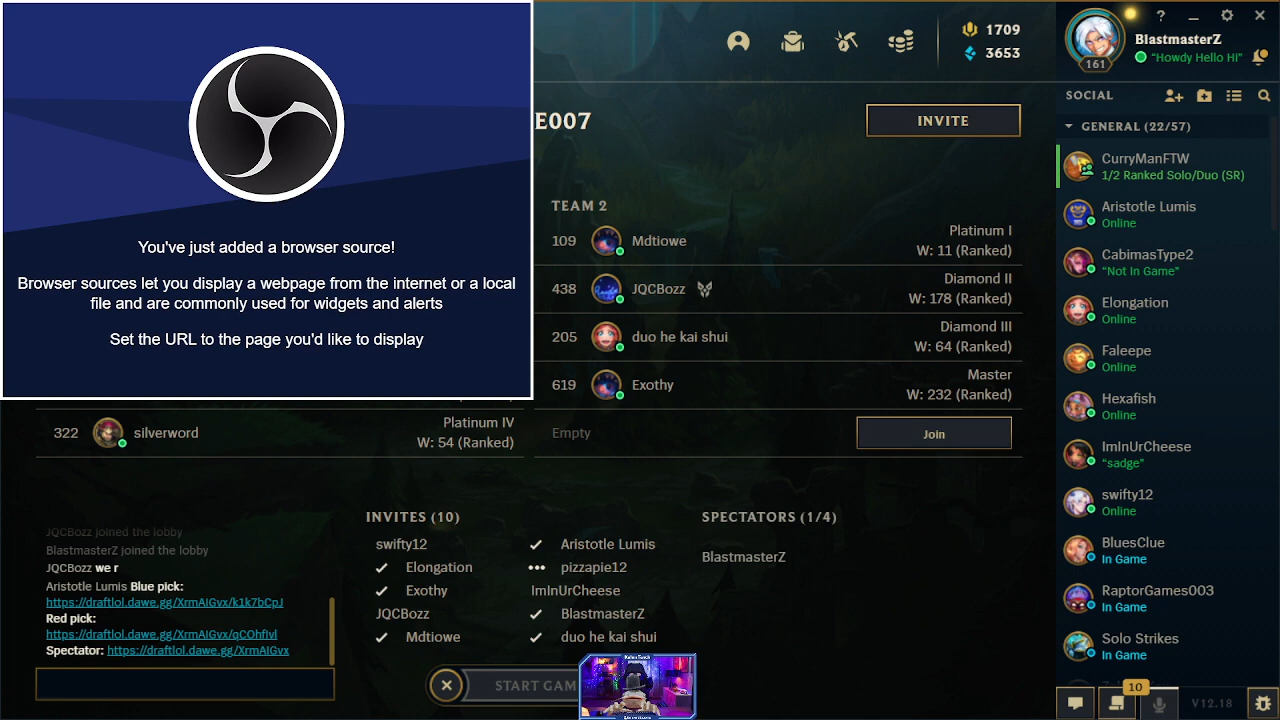 You've just added a browser source!
Browser sources let you display a webpage from the internet or a local
file and are commonly used for widgets and alerts
Set the URL to the page you'd like to display
1709
3653
E007
INVITE
TEAM 2
109 Mdtiowe Platinum I
W: 11 (Ranked)
438 JQCBozz Diamond II
W: 178 (Ranked)
205 duo he kai shui Diamond III
W: 64 (Ranked)
619 Exothy Master
W: 232 (Ranked)
Empty Join
322 silverword Platinum IV
W: 54 (Ranked)
JQCBozz joined the lobby
BlastmasterZ joined the lobby
JQCBozz we r
Aristotle Lumis Blue pick:
https://draftlol.dawe.gg/XrmAIGvx/k1k7bCpJ
Red pick:
https://draftlol.dawe.gg/XrmAIGvx/qCOhfIvl
Spectator: https://draftlol.dawe.gg/XrmAIGvx
INVITES (10)
swifty12
Elongation
Exothy
JQCBozz
Mdtiowe
Aristotle Lumis
pizzapie12
ImInUrCheese
BlastmasterZ
duo he kai shui
SPECTATORS (1/4)
BlastmasterZ
START GAM
161
BlastmasterZ
"Howdy Hello Hi"
SOCIAL
GENERAL (22/57)
CurryManFTW
1/2 Ranked Solo/Duo (SR)
Aristotle Lumis
Online
CabimasType2
"Not In Game"
Elongation
Online
Faleepe
Online
Hexafish
Online
ImInUrCheese
"sadge"
swifty12
Online
BluesClue
In Game
RaptorGames003
In Game
Solo Strikes
In Game
10
V12.18